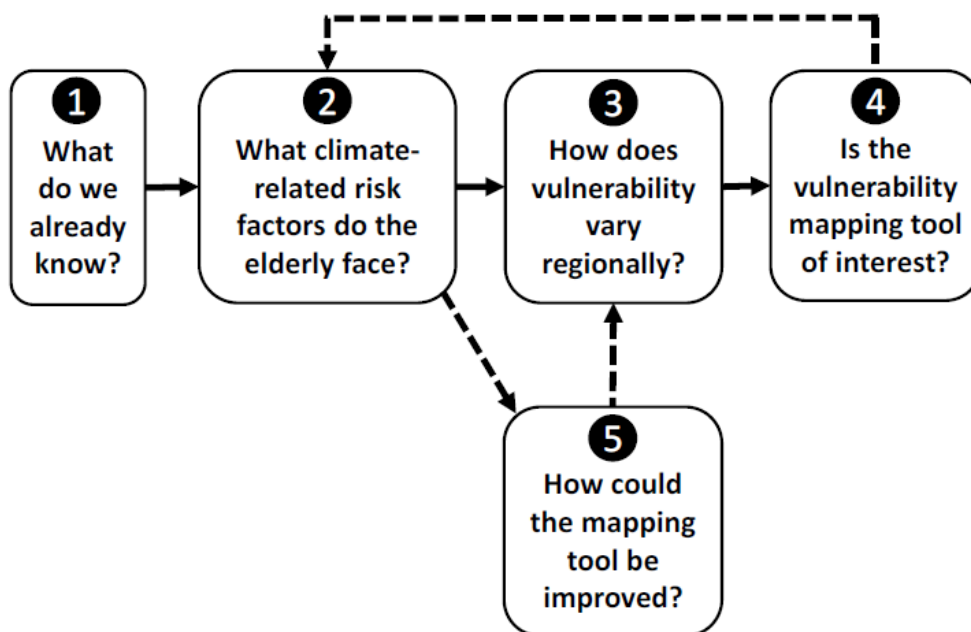 1
What
do we
already
know?
2
What climate-
related risk
factors do the
elderly face?
3
How does
vulnerability
vary
regionally?
4
Is the
vulnerability
mapping tool
of interest?
5
How could
the mapping
tool be
improved?